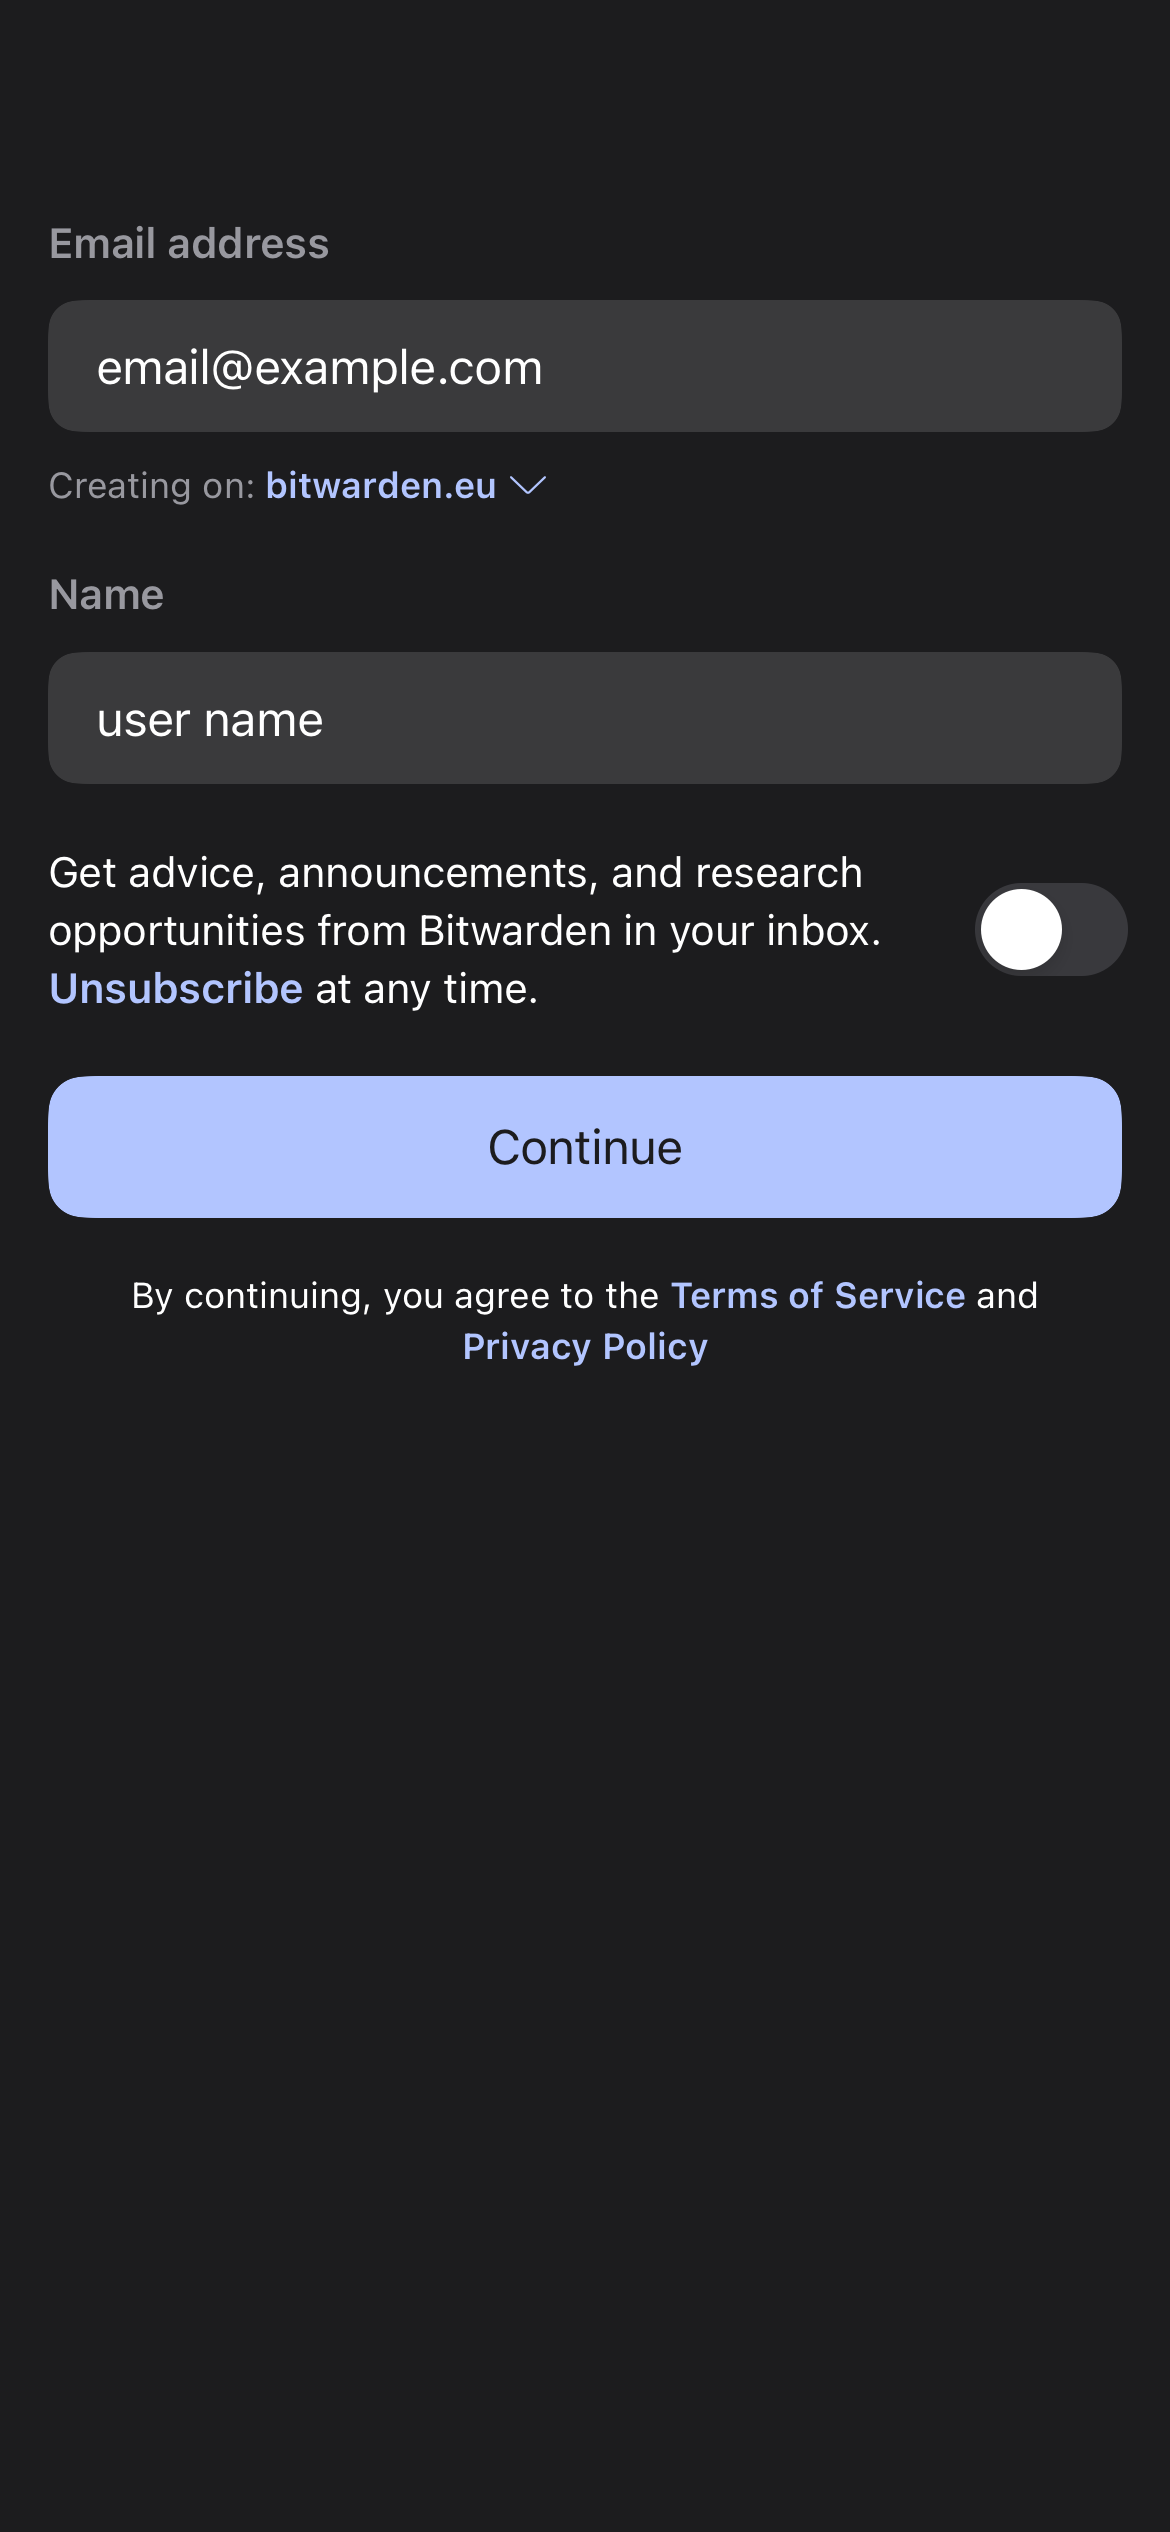 Email address
email@example.com
Creating on: bitwarden.eu
Name
user name
Get advice, announcements, and research
opportunities from Bitwarden in your inbox.
Unsubscribe at any time.
Continue
By continuing, you agree to the Terms of Service and
Privacy Policy